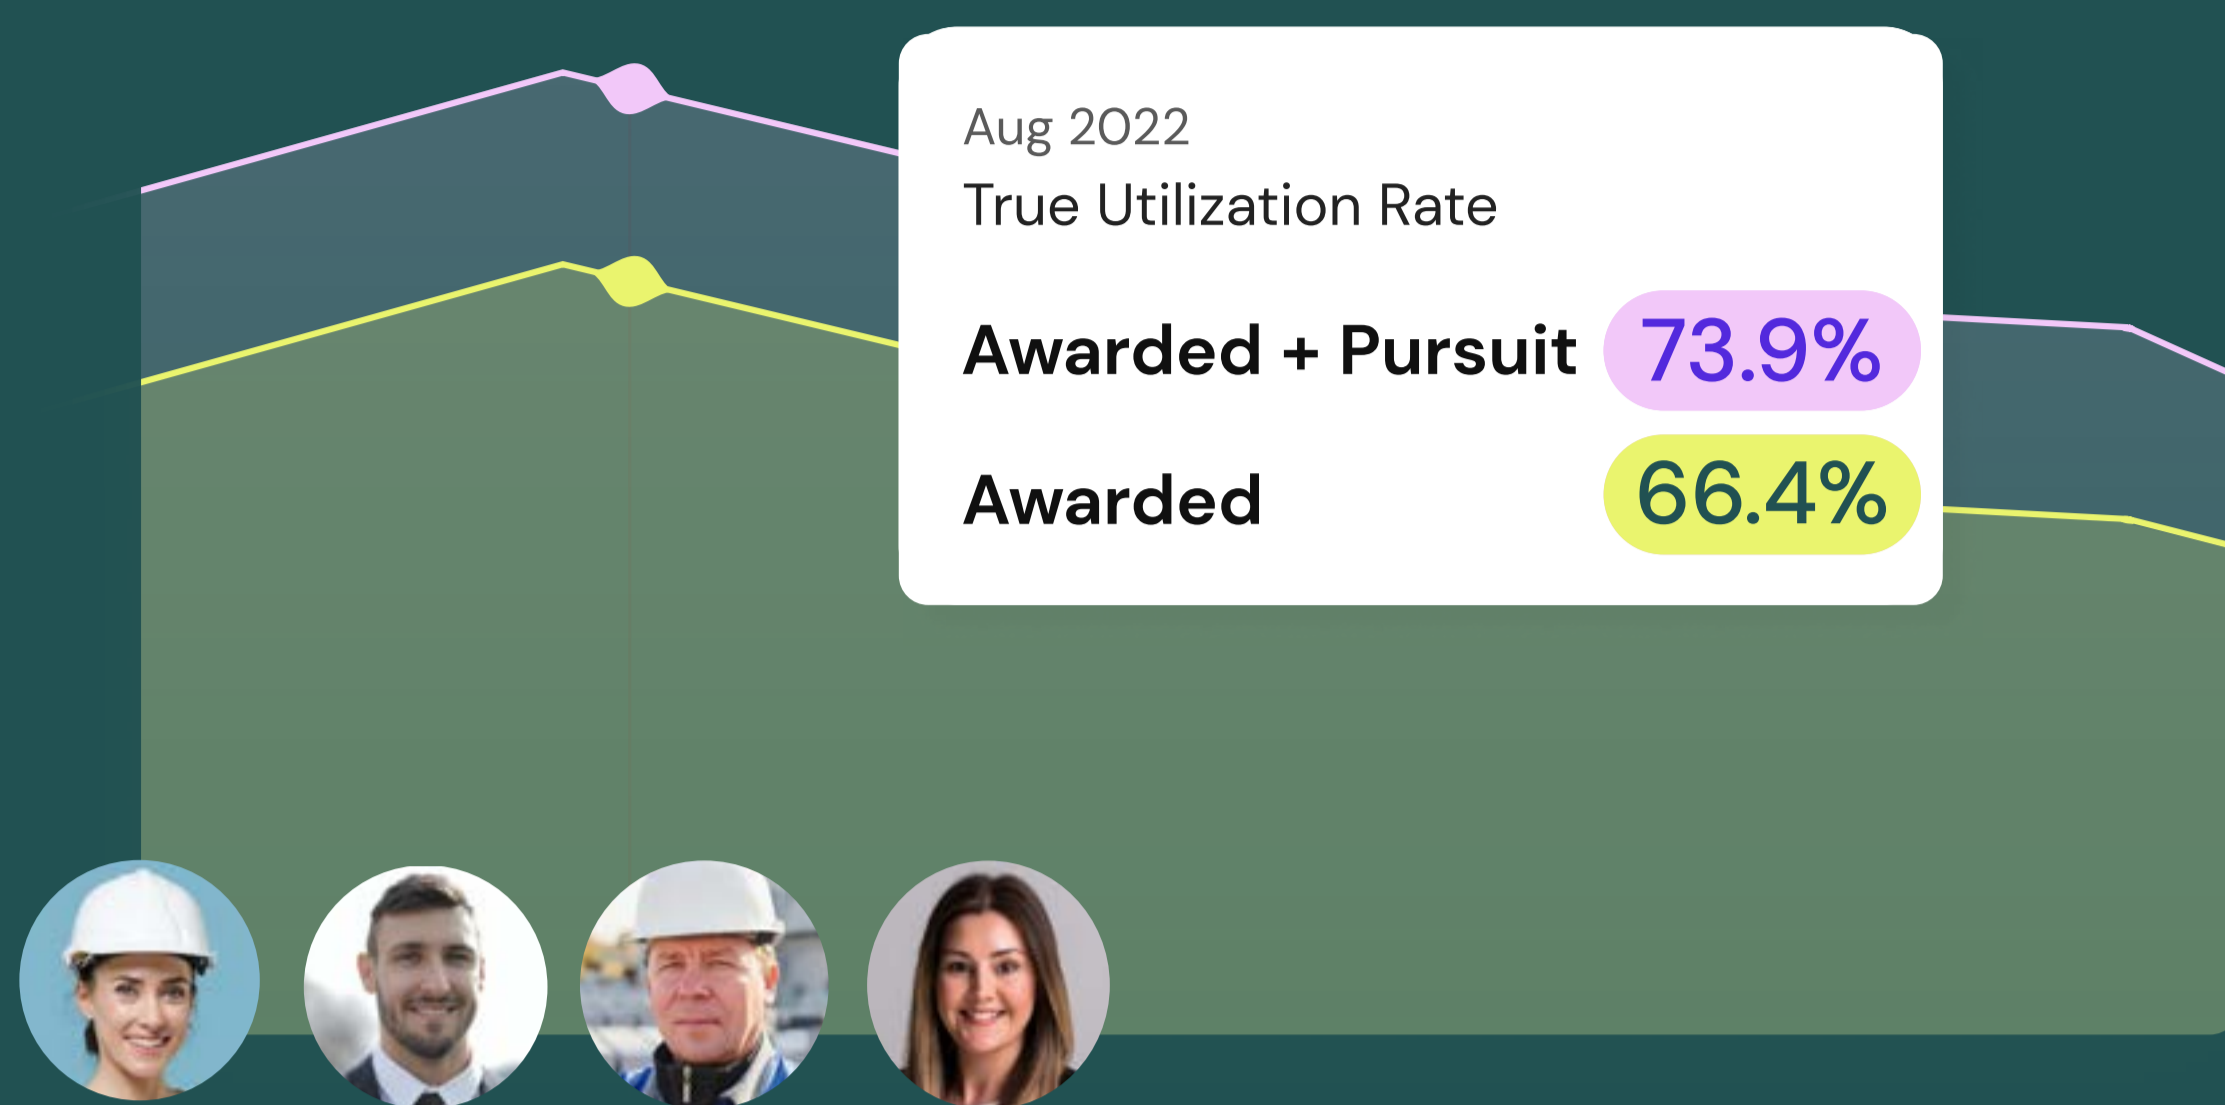 Aug 2022
True Utilization Rate
Awarded + Pursuit 73.9%
Awarded 66.4%